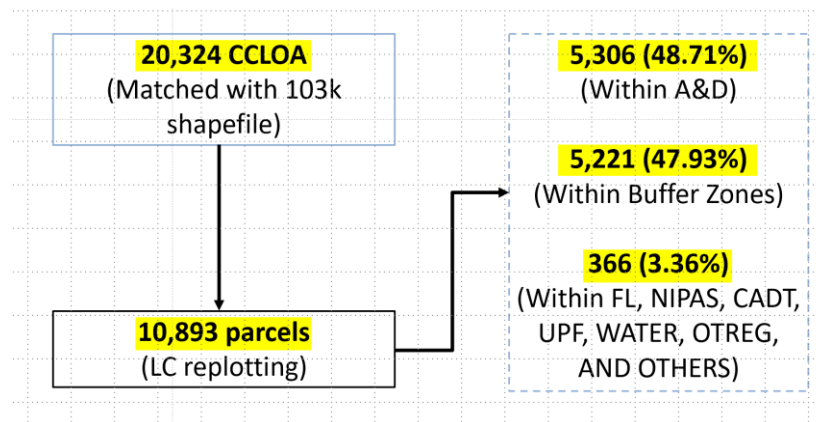 20,324 CCLOA
(Matched with 103k
shapefile)
10,893 parcels
(LC replotting)
5,306 (48.71%)
(Within A&D)
5,221 (47.93%)
(Within Buffer Zones)
366 (3.36%)
(Within FL, NIPAS, CADT,
UPF, WATER, OTREG,
AND OTHERS)